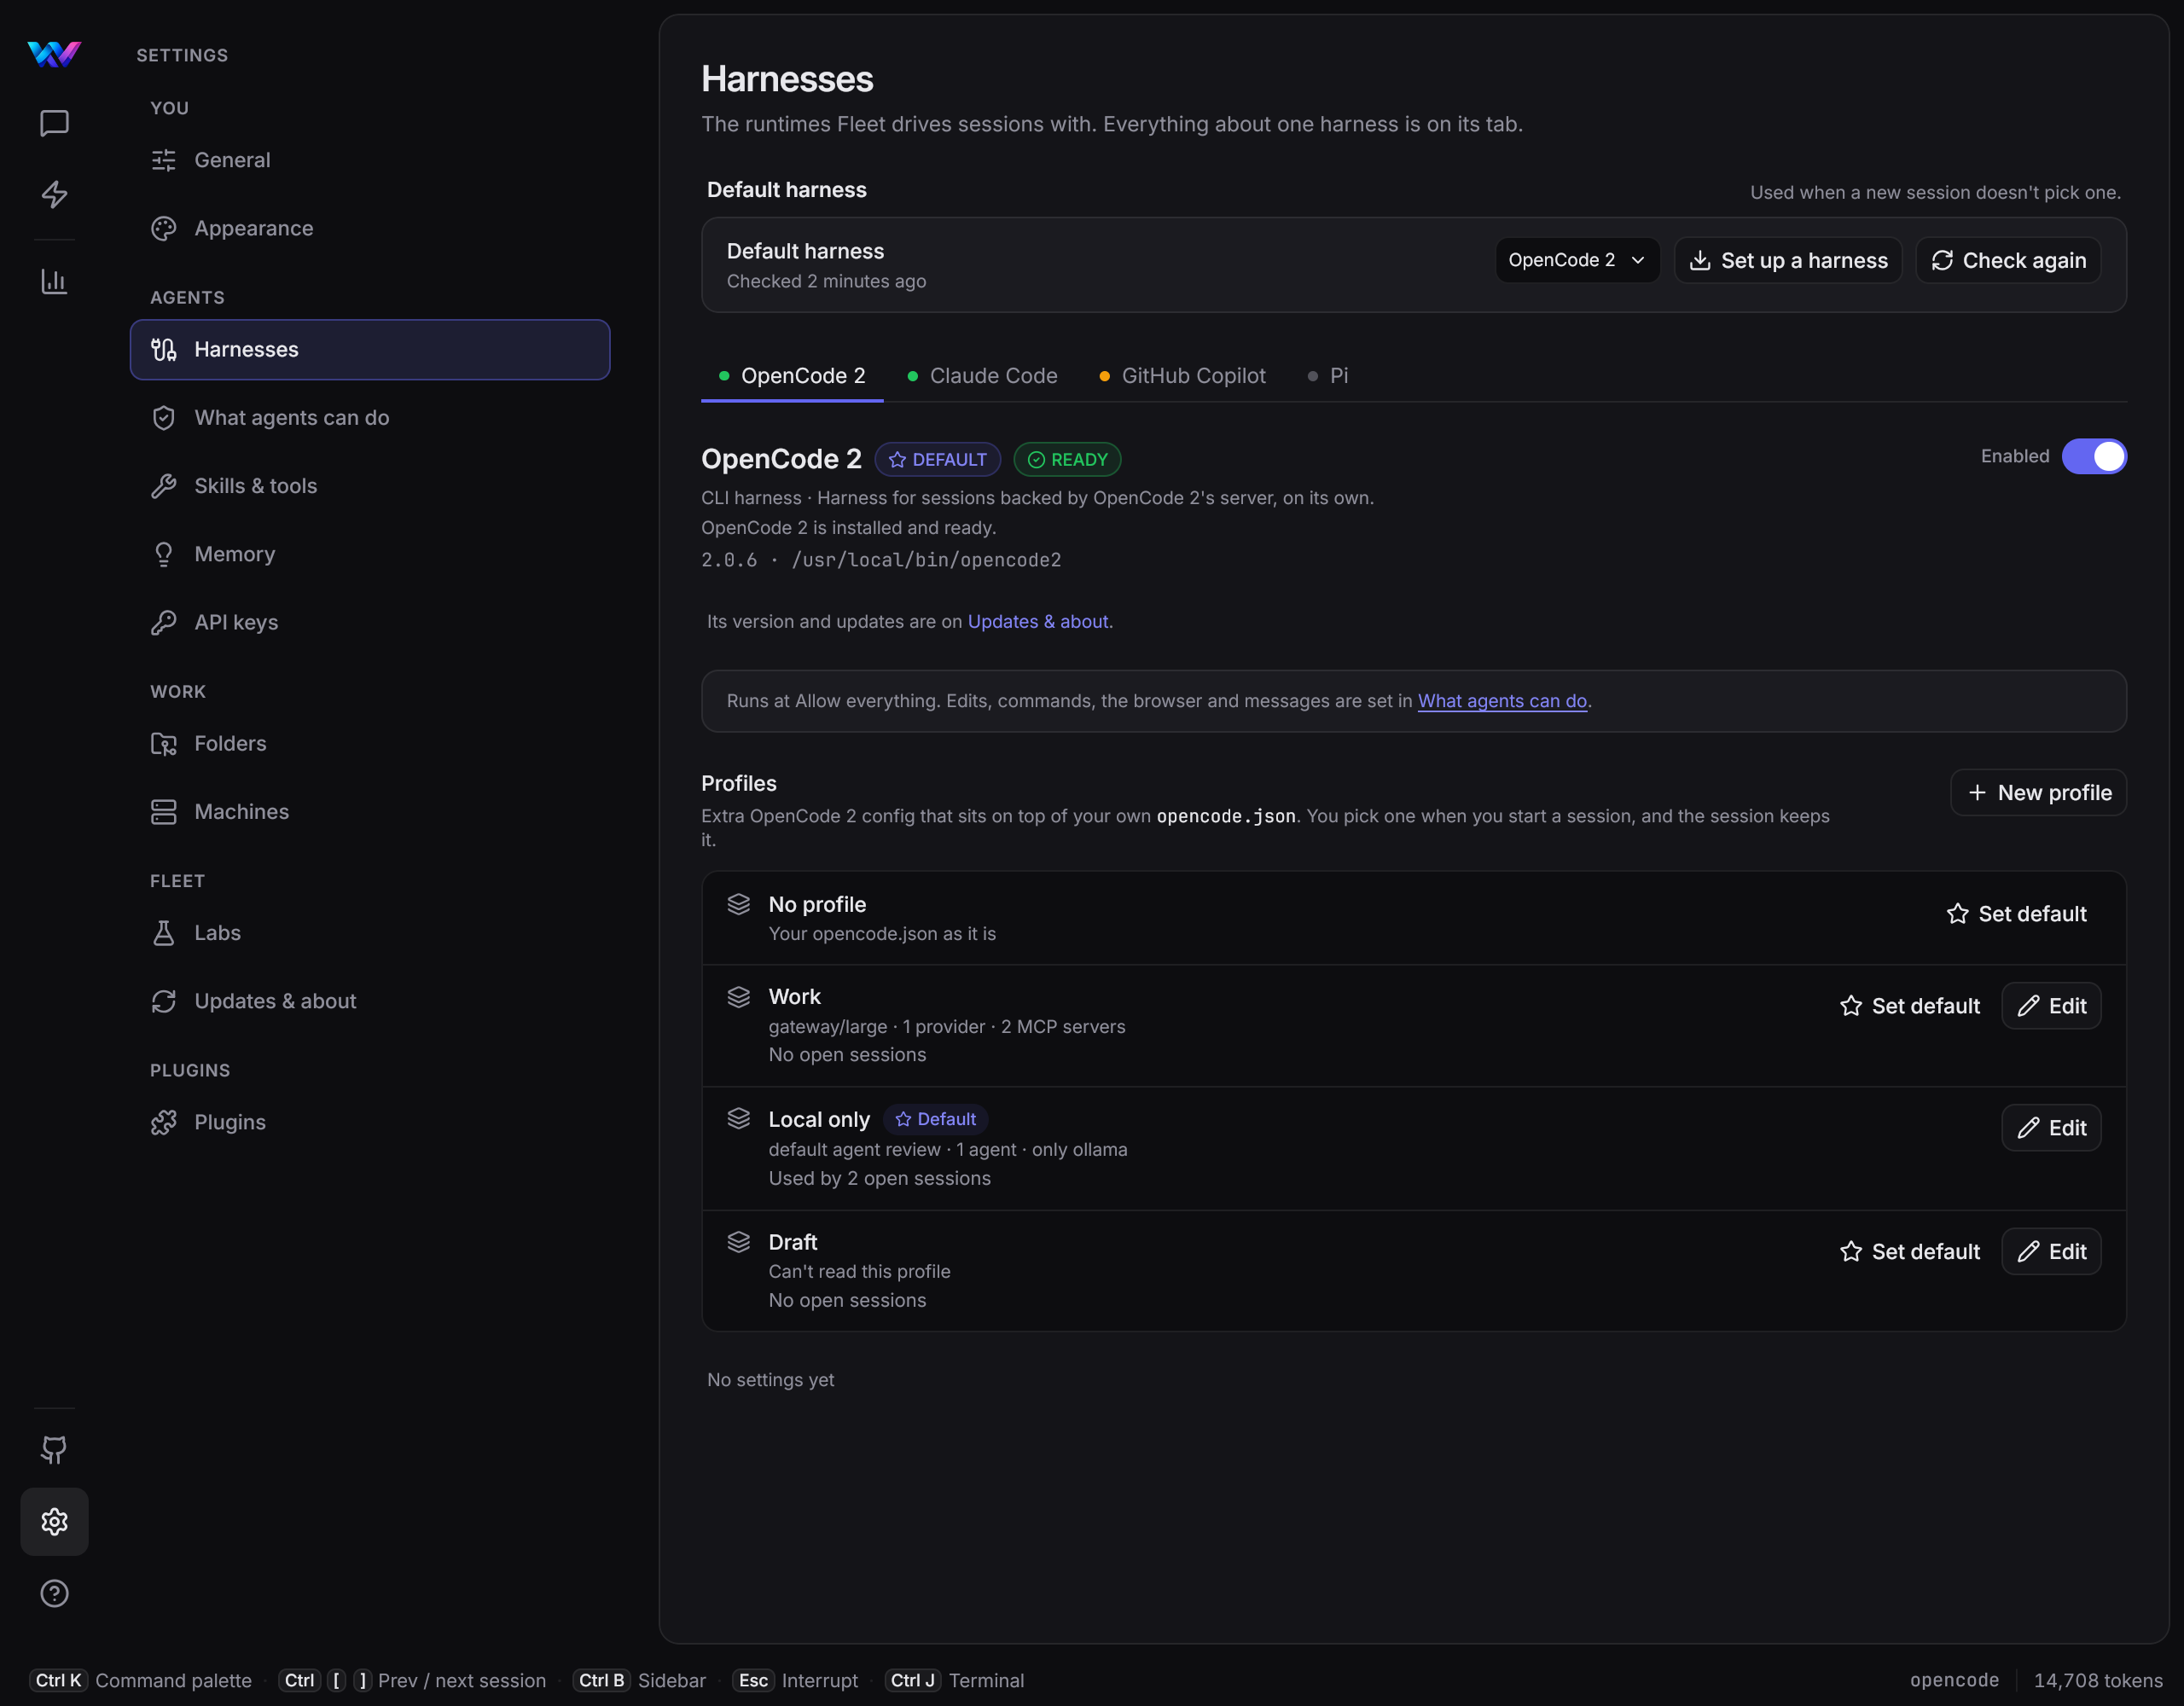 SETTINGS
YOU
General
Appearance
AGENTS
Harnesses
What agents can do
Skills & tools
Memory
API keys
WORK
Folders
Machines
FLEET
Labs
Updates & about
PLUGINS
Plugins
Harnesses
The runtimes Fleet drives sessions with. Everything about one harness is on its tab.
Default harness
Used when a new session doesn't pick one.
Default harness
Checked 2 minutes ago
OpenCode 2
Set up a harness
Check again
OpenCode 2
Claude Code
GitHub Copilot
Pi
OpenCode 2
DEFAULT
READY
Enabled
CLI harness · Harness for sessions backed by OpenCode 2's server, on its own.
OpenCode 2 is installed and ready.
2.0.6 · /usr/local/bin/opencode2
Its version and updates are on Updates & about.
Runs at Allow everything. Edits, commands, the browser and messages are set in What agents can do.
Profiles
New profile
Extra OpenCode 2 config that sits on top of your own opencode.json. You pick one when you start a session, and the session keeps
it.
No profile
Your opencode.json as it is
Set default
Work
gateway/large · 1 provider · 2 MCP servers
No open sessions
Set default
Edit
Local only
Default
default agent review · 1 agent · only ollama
Used by 2 open sessions
Edit
Draft
Can't read this profile
No open sessions
Set default
Edit
No settings yet
Ctrl K Command palette · Ctrl [ ] Prev / next session · Ctrl B Sidebar · Esc Interrupt · Ctrl J Terminal
opencode
14,708 tokens